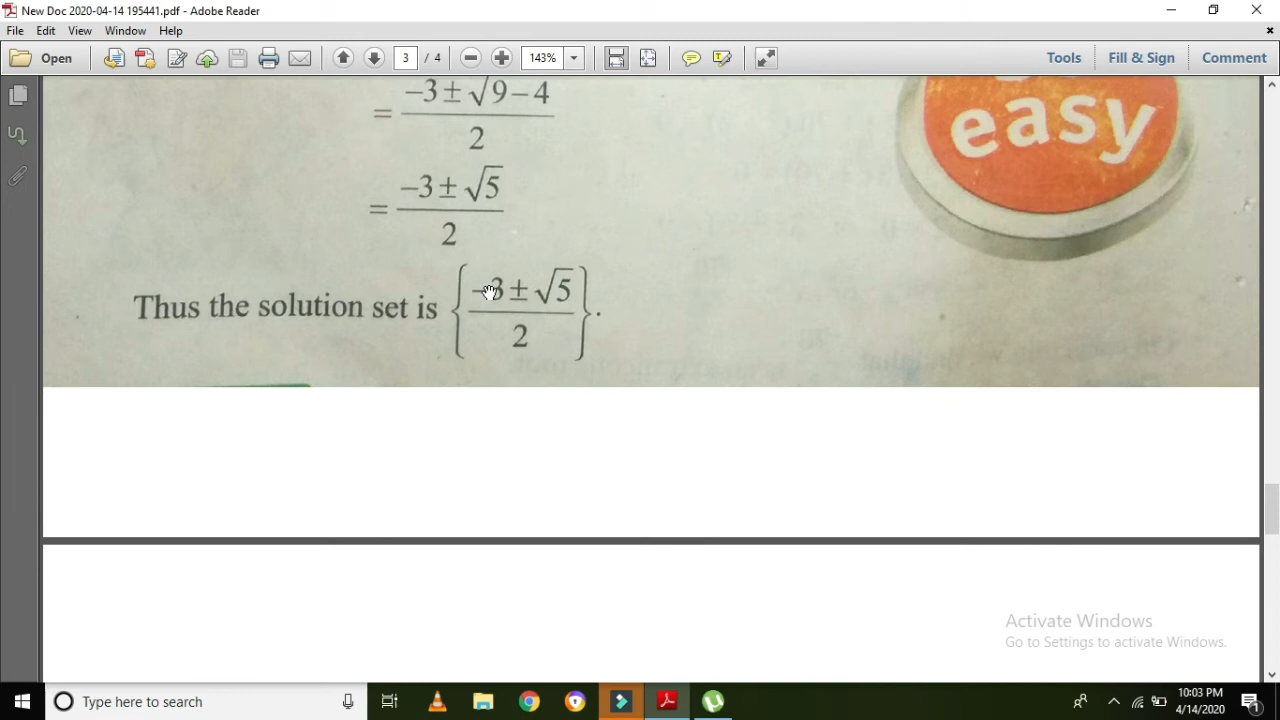 New Doc 2020-04-14 195441.pdf - Adobe Reader
File Edit View Window Help
Open 3 / 4 143% Tools Fill & Sign Comment
= (−3 ± √9 − 4) / 2
easy
= (−3 ± √5) / 2
Thus the solution set is {(−3 ± √5) / 2}.
Activate Windows
Go to Settings to activate Windows.
Type here to search
10:03 PM
4/14/2020
1